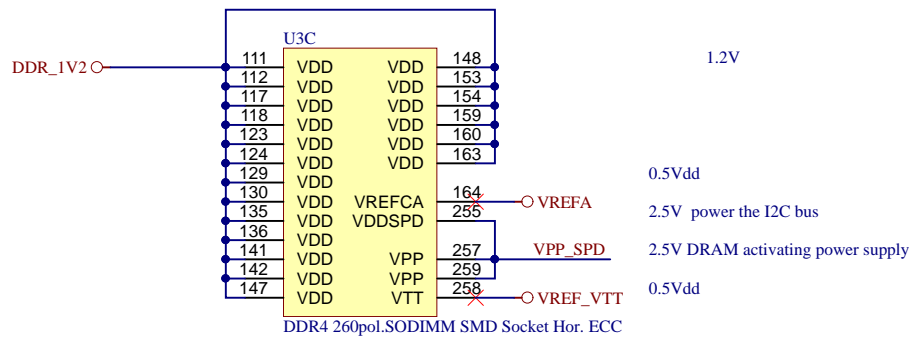 U3C
DDR_1V2
111 VDD VDD 148 1.2V
112 VDD VDD 153
117 VDD VDD 154
118 VDD VDD 159
123 VDD VDD 160
124 VDD VDD 163
129 VDD 0.5Vdd
130 VDD VREFCA 164 VREFA
135 VDD VDDSPD 255 2.5V power the I2C bus
136 VDD
141 VDD VPP 257 VPP_SPD 2.5V DRAM activating power supply
142 VDD VPP 259
147 VDD VTT 258 VREF_VTT 0.5Vdd
DDR4 260pol.SODIMM SMD Socket Hor. ECC